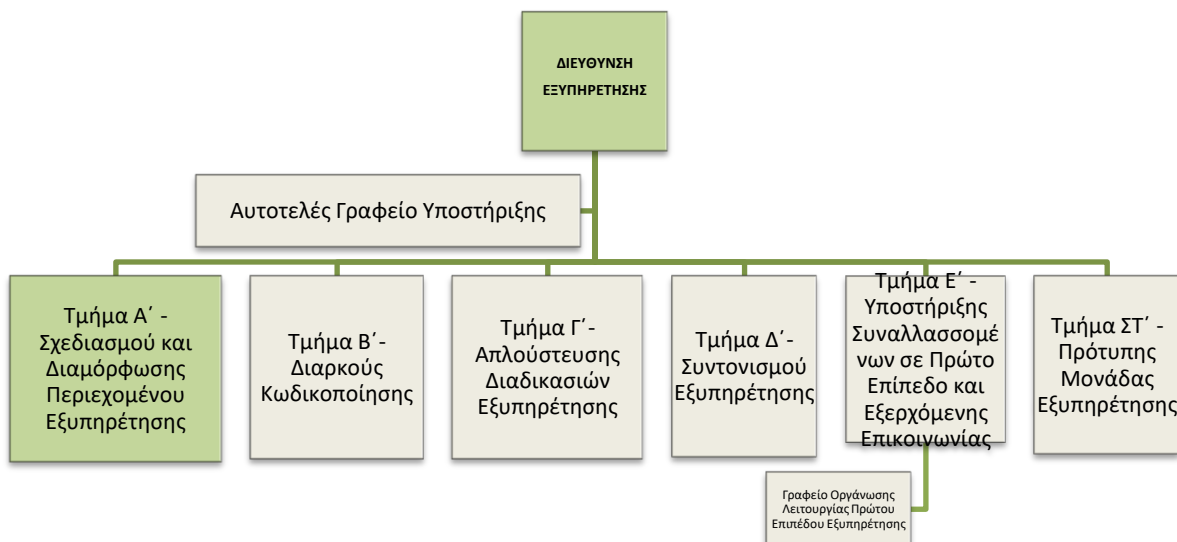 ΔΙΕΥΘΥΝΣΗ
ΕΞΥΠΗΡΕΤΗΣΗΣ
Αυτοτελές Γραφείο Υποστήριξης
Τμήμα Α΄ -
Σχεδιασμού και
Διαμόρφωσης
Περιεχομένου
Εξυπηρέτησης
Τμήμα Β΄-
Διαρκούς
Κωδικοποίησης
Τμήμα Γ΄-
Απλούστευσης
Διαδικασιών
Εξυπηρέτησης
Τμήμα Δ΄-
Συντονισμού
Εξυπηρέτησης
Τμήμα Ε΄ -
Υποστήριξης
Συναλλασσομέ
νων σε Πρώτο
Επίπεδο και
Εξερχόμενης
Επικοινωνίας
Τμήμα ΣΤ΄ -
Πρότυπης
Μονάδας
Εξυπηρέτησης
Γραφείο Οργάνωσης
Λειτουργίας Πρώτου
Επιπέδου Εξυπηρέτησης